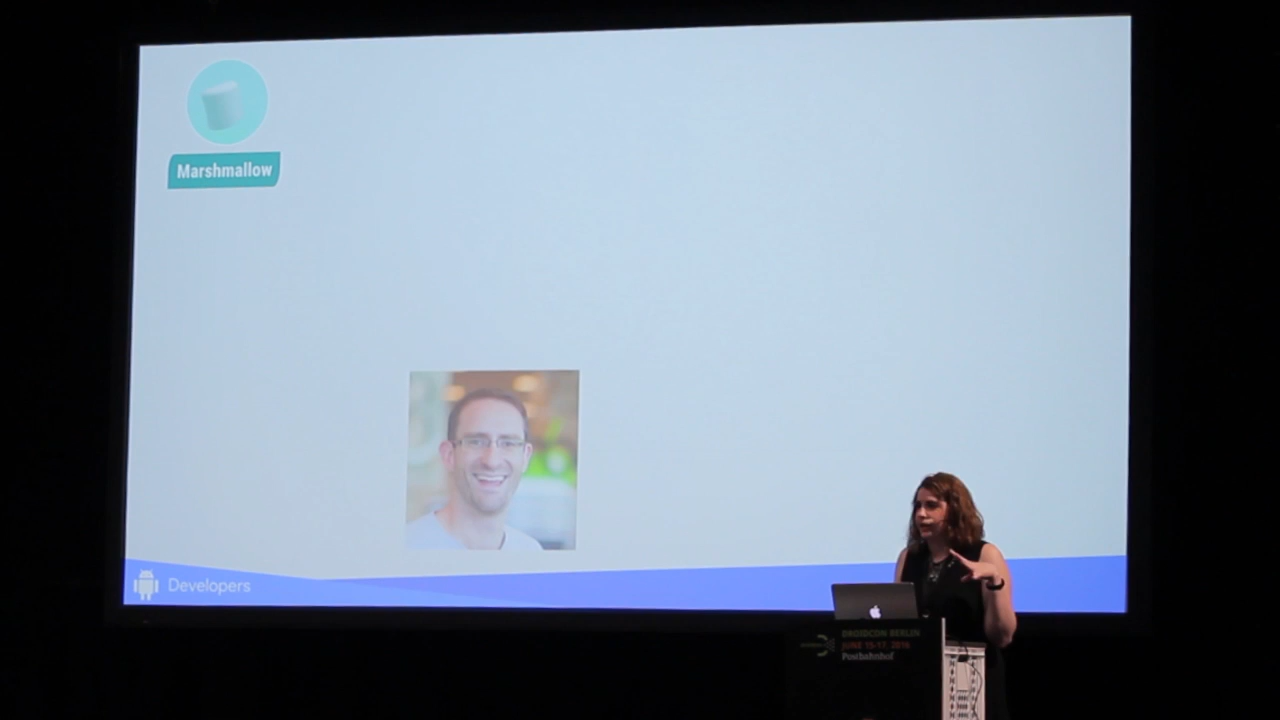 Marshmallow
Developers
DROIDCON BERLIN
JUNE 15-17, 2016
Postbahnhof